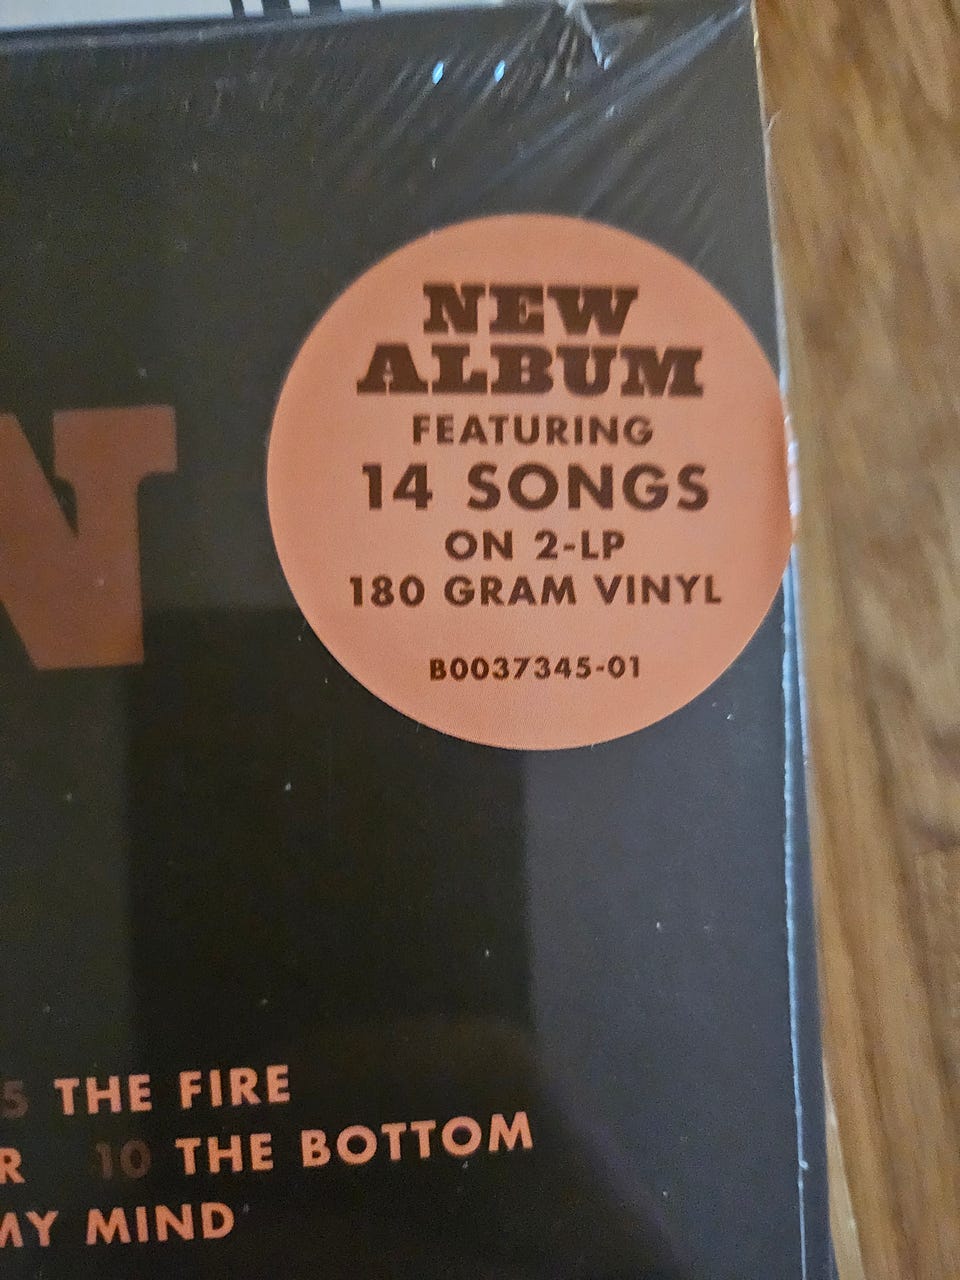 N
NEW
ALBUM
FEATURING
14 SONGS
ON 2-LP
180 GRAM VINYL
B0037345-01
5 THE FIRE
R 10 THE BOTTOM
MY MIND